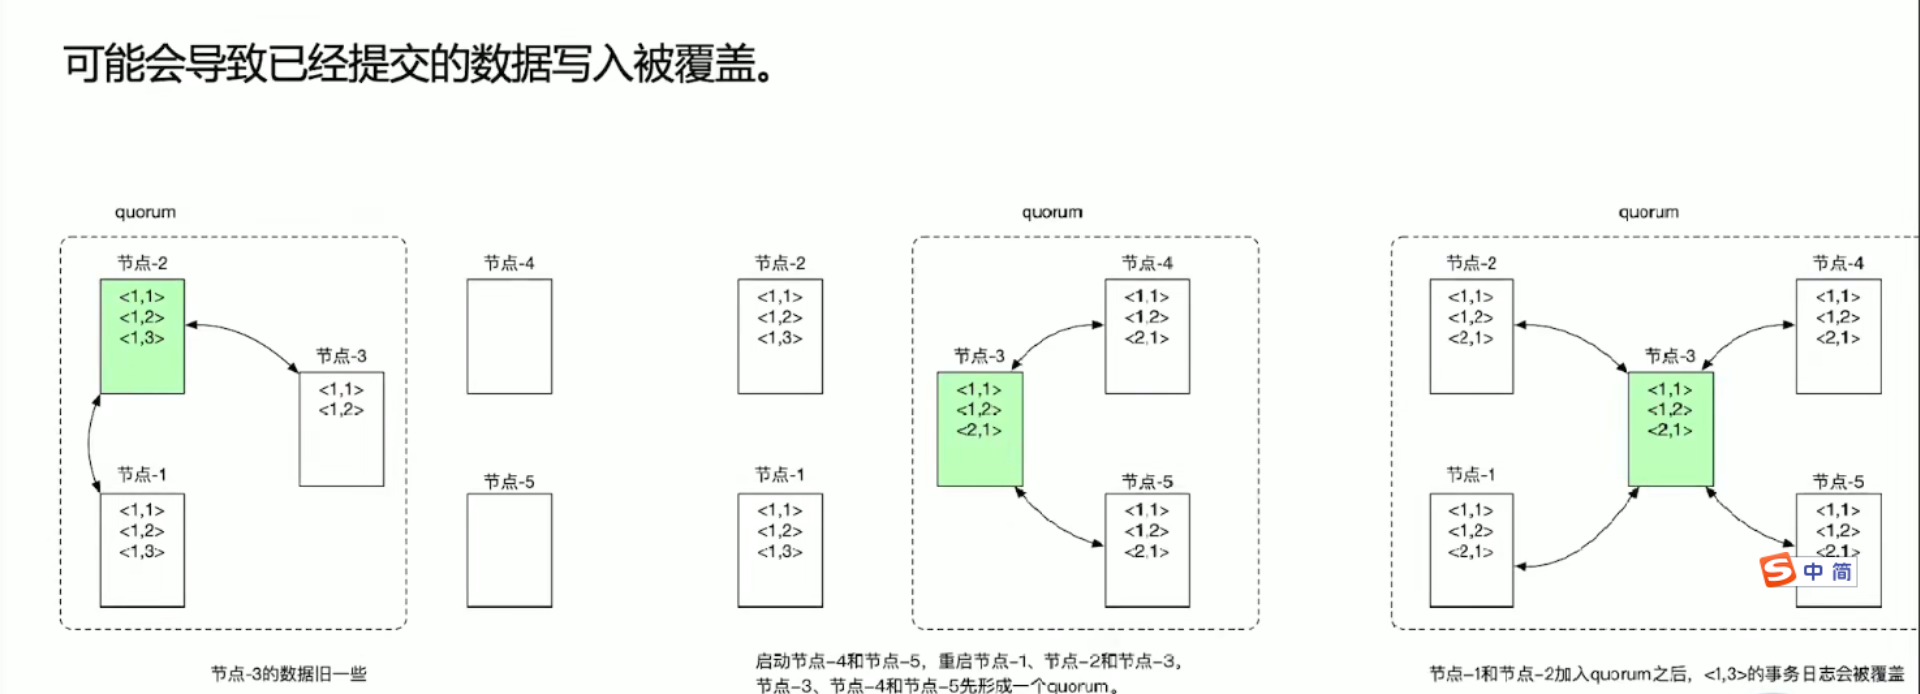 可能会导致已经提交的数据写入被覆盖。
quorum
节点-2
<1,1>
<1,2>
<1,3>
节点-3
<1,1>
<1,2>
节点-1
<1,1>
<1,2>
<1,3>
节点-4
节点-5
节点-3的数据旧一些
quorum
节点-2
<1,1>
<1,2>
<1,3>
节点-1
<1,1>
<1,2>
<1,3>
节点-4
<1,1>
<1,2>
<2,1>
节点-3
<1,1>
<1,2>
<2,1>
节点-5
<1,1>
<1,2>
<2,1>
启动节点-4和节点-5，重启节点-1、节点-2和节点-3。
节点-3、节点-4和节点-5先形成一个quorum。
quorum
节点-2
<1,1>
<1,2>
<2,1>
节点-4
<1,1>
<1,2>
<2,1>
节点-3
<1,1>
<1,2>
<2,1>
节点-1
<1,1>
<1,2>
<2,1>
节点-5
<1,1>
<1,2>
<2,1>
S 中 简
节点-1和节点-2加入quorum之后，<1,3>的事务日志会被覆盖